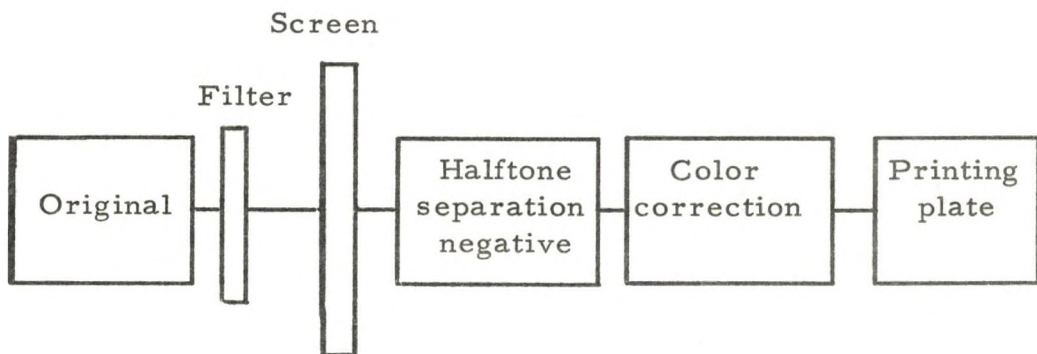 Screen
Filter
Original
Halftone
separation
negative
Color
correction
Printing
plate